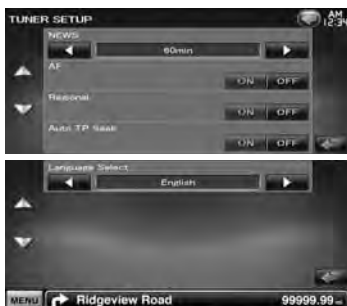 TUNER SETUP
AM
12:34
NEWS
60min
AF
ON OFF
Regional
ON OFF
Auto TP Seek
ON OFF
Language Select
English
MENU Ridgeview Road 99999.99